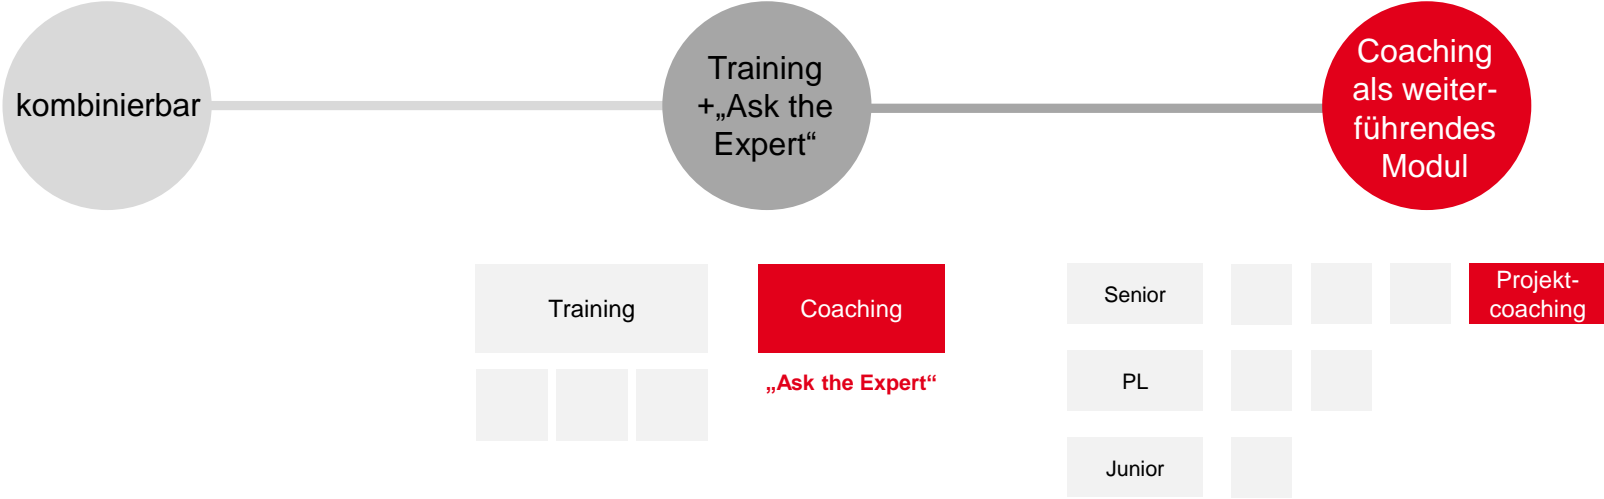 kombinierbar
Training
+„Ask the
Expert“
Coaching
als weiter-
führendes
Modul
Training
Coaching
„Ask the Expert“
Senior
Projekt-
coaching
PL
Junior